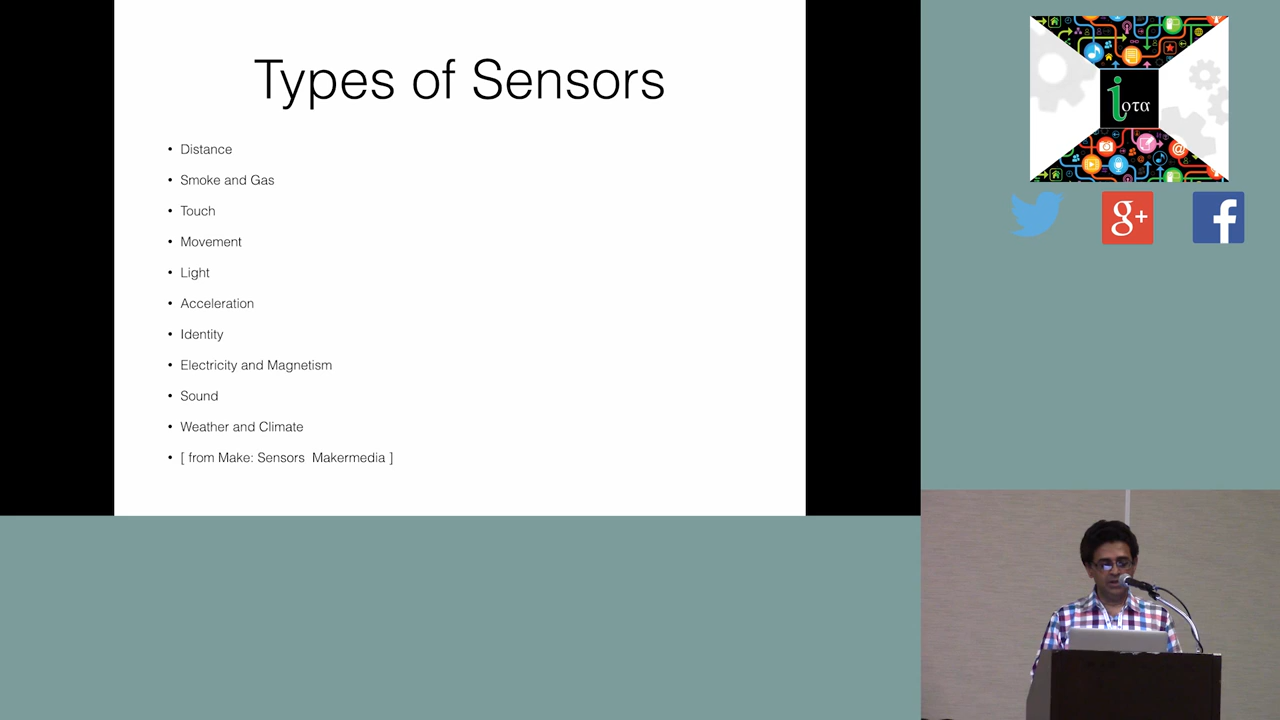 Types of Sensors
• Distance
• Smoke and Gas
• Touch
• Movement
• Light
• Acceleration
• Identity
• Electricity and Magnetism
• Sound
• Weather and Climate
• [ from Make: Sensors  Makermedia ]
iοτα
g+
f